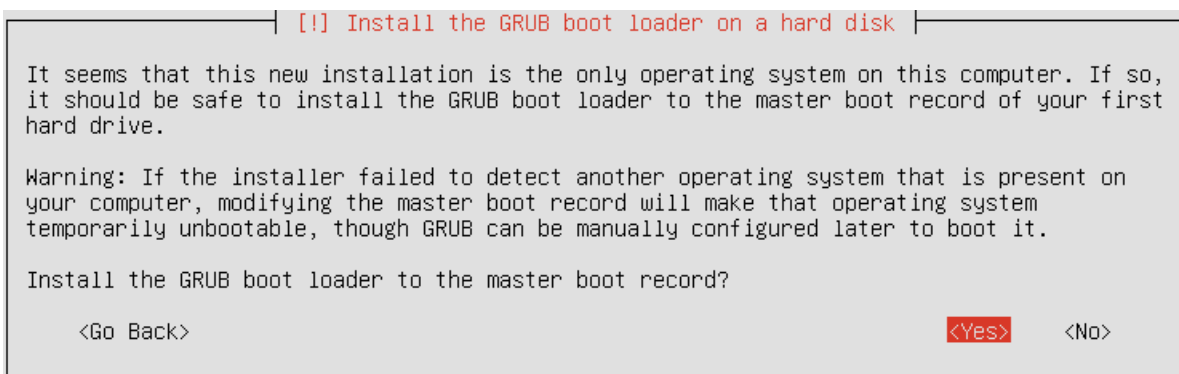 [!] Install the GRUB boot loader on a hard disk
It seems that this new installation is the only operating system on this computer. If so,
it should be safe to install the GRUB boot loader to the master boot record of your first
hard drive.
Warning: If the installer failed to detect another operating system that is present on
your computer, modifying the master boot record will make that operating system
temporarily unbootable, though GRUB can be manually configured later to boot it.
Install the GRUB boot loader to the master boot record?
<Go Back> <Yes> <No>